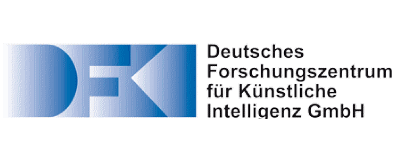 DFKI
Deutsches
Forschungszentrum
für Künstliche
Intelligenz GmbH